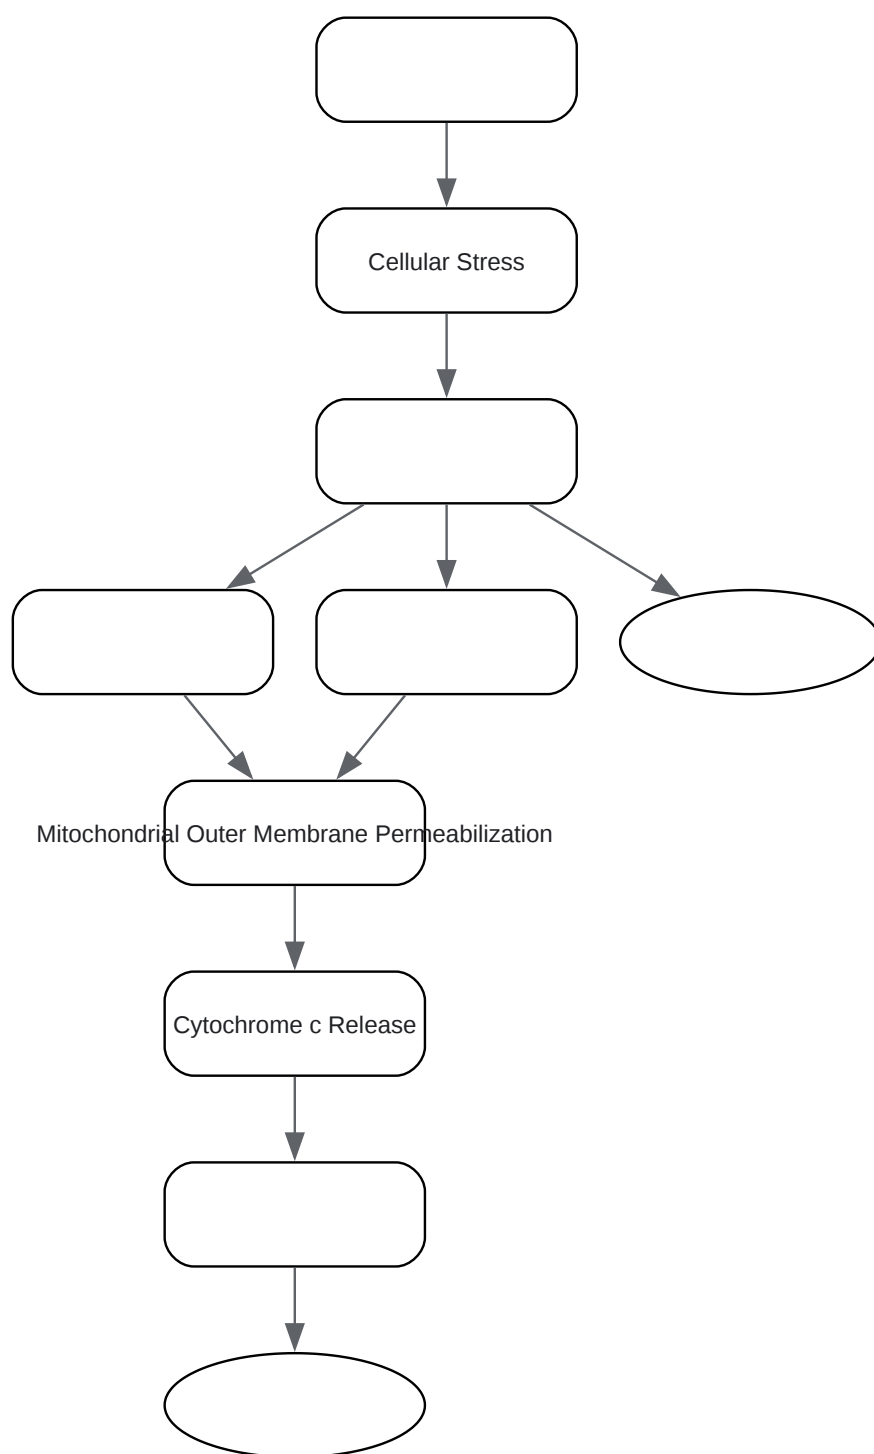 Cellular Stress
Mitochondrial Outer Membrane Permeabilization
Cytochrome c Release